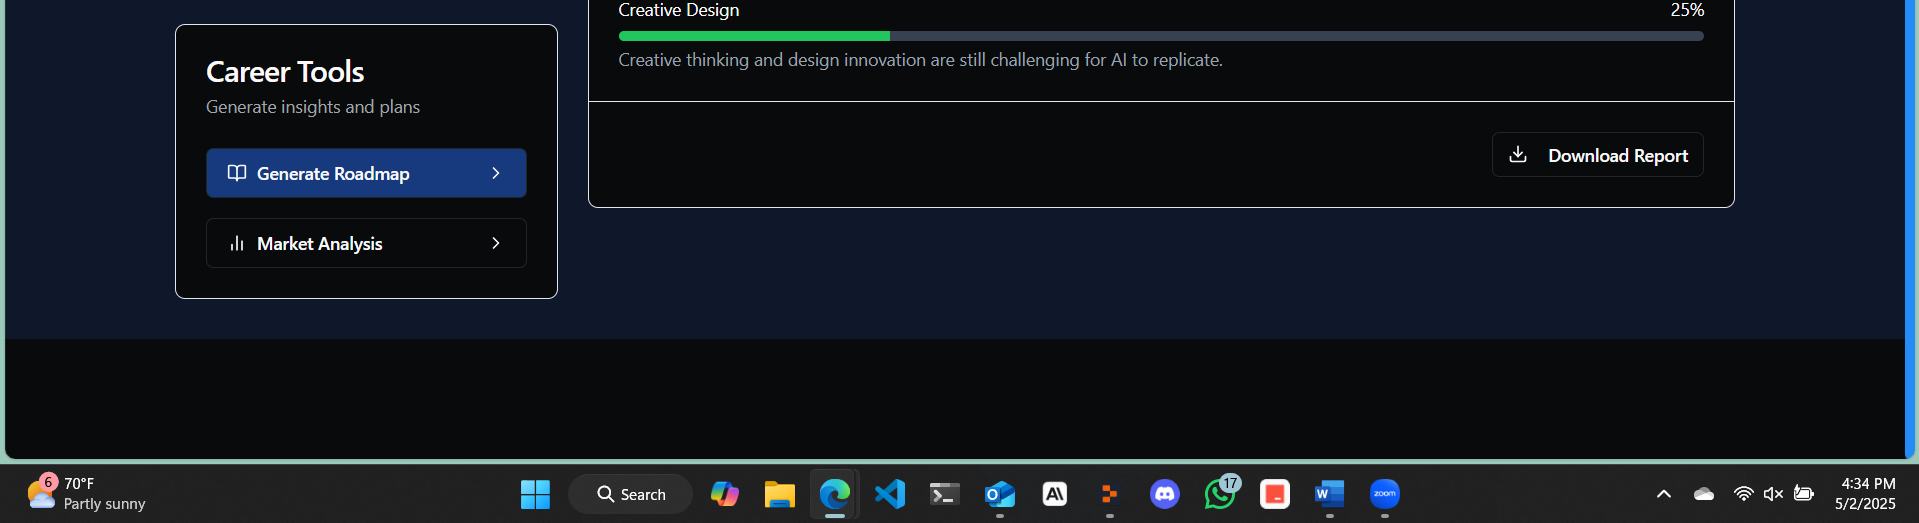 Creative Design
25%
Creative thinking and design innovation are still challenging for AI to replicate.
Download Report
Career Tools
Generate insights and plans
Generate Roadmap
Market Analysis
6
70°F
Partly sunny
Search
O
A\
17
W
zoom
4:34 PM
5/2/2025